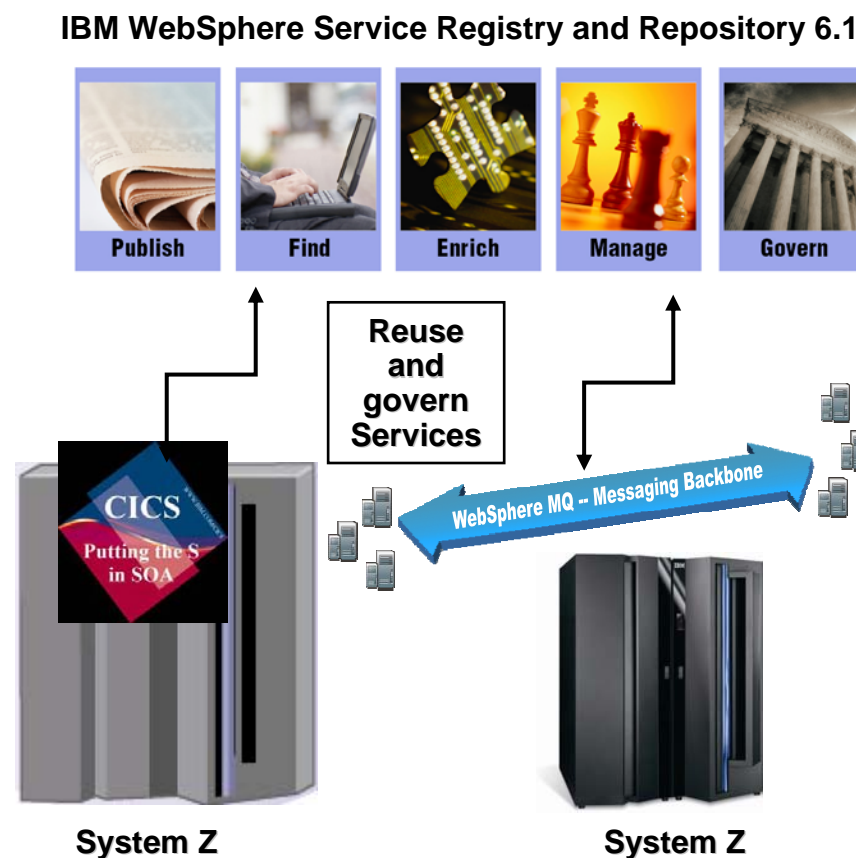 IBM WebSphere Service Registry and Repository 6.1
Publish
Find
Enrich
Manage
Govern
Reuse
and
govern
Services
CICS
Putting the S
in SOA
WebSphere MQ -- Messaging Backbone
IBM
System Z
System Z